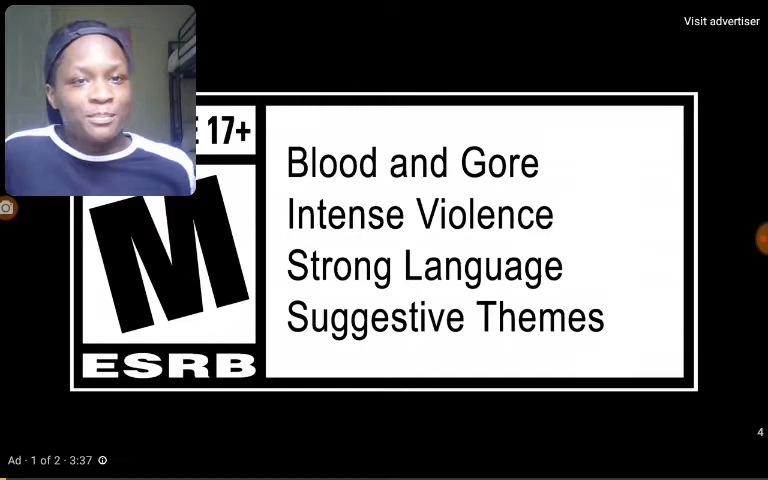 Visit advertiser
17+
Blood and Gore
Intense Violence
Strong Language
Suggestive Themes
M
ESRB
4
Ad · 1 of 2 · 3:37